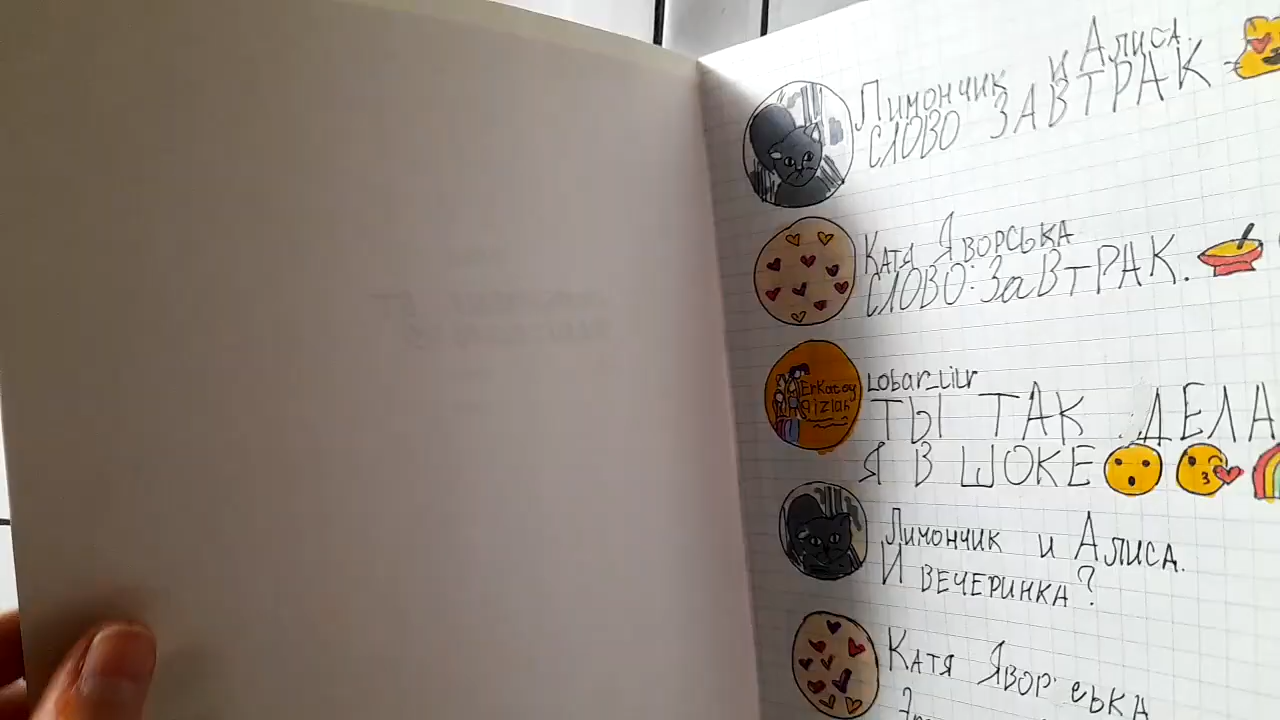 Лимончик и Алиса.
СЛОВО ЗАВТРАК
Катя Яворська
СЛОВО: ЗаВТРАК.
Lobar_lilr
ErKatoy
qizlar
ТЫ ТАК ДЕЛА
Я В ШОКЕ
Лимончик и Алиса.
И ВЕЧЕРИНКА?
Катя Яворська